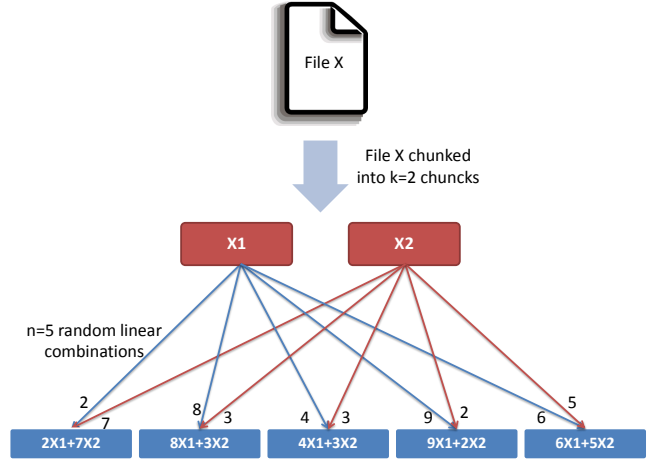 File X
File X chunked
into k=2 chuncks
X1
X2
n=5 random linear
combinations
2
7
8
3
4
3
9
2
6
5
2X1+7X2
8X1+3X2
4X1+3X2
9X1+2X2
6X1+5X2